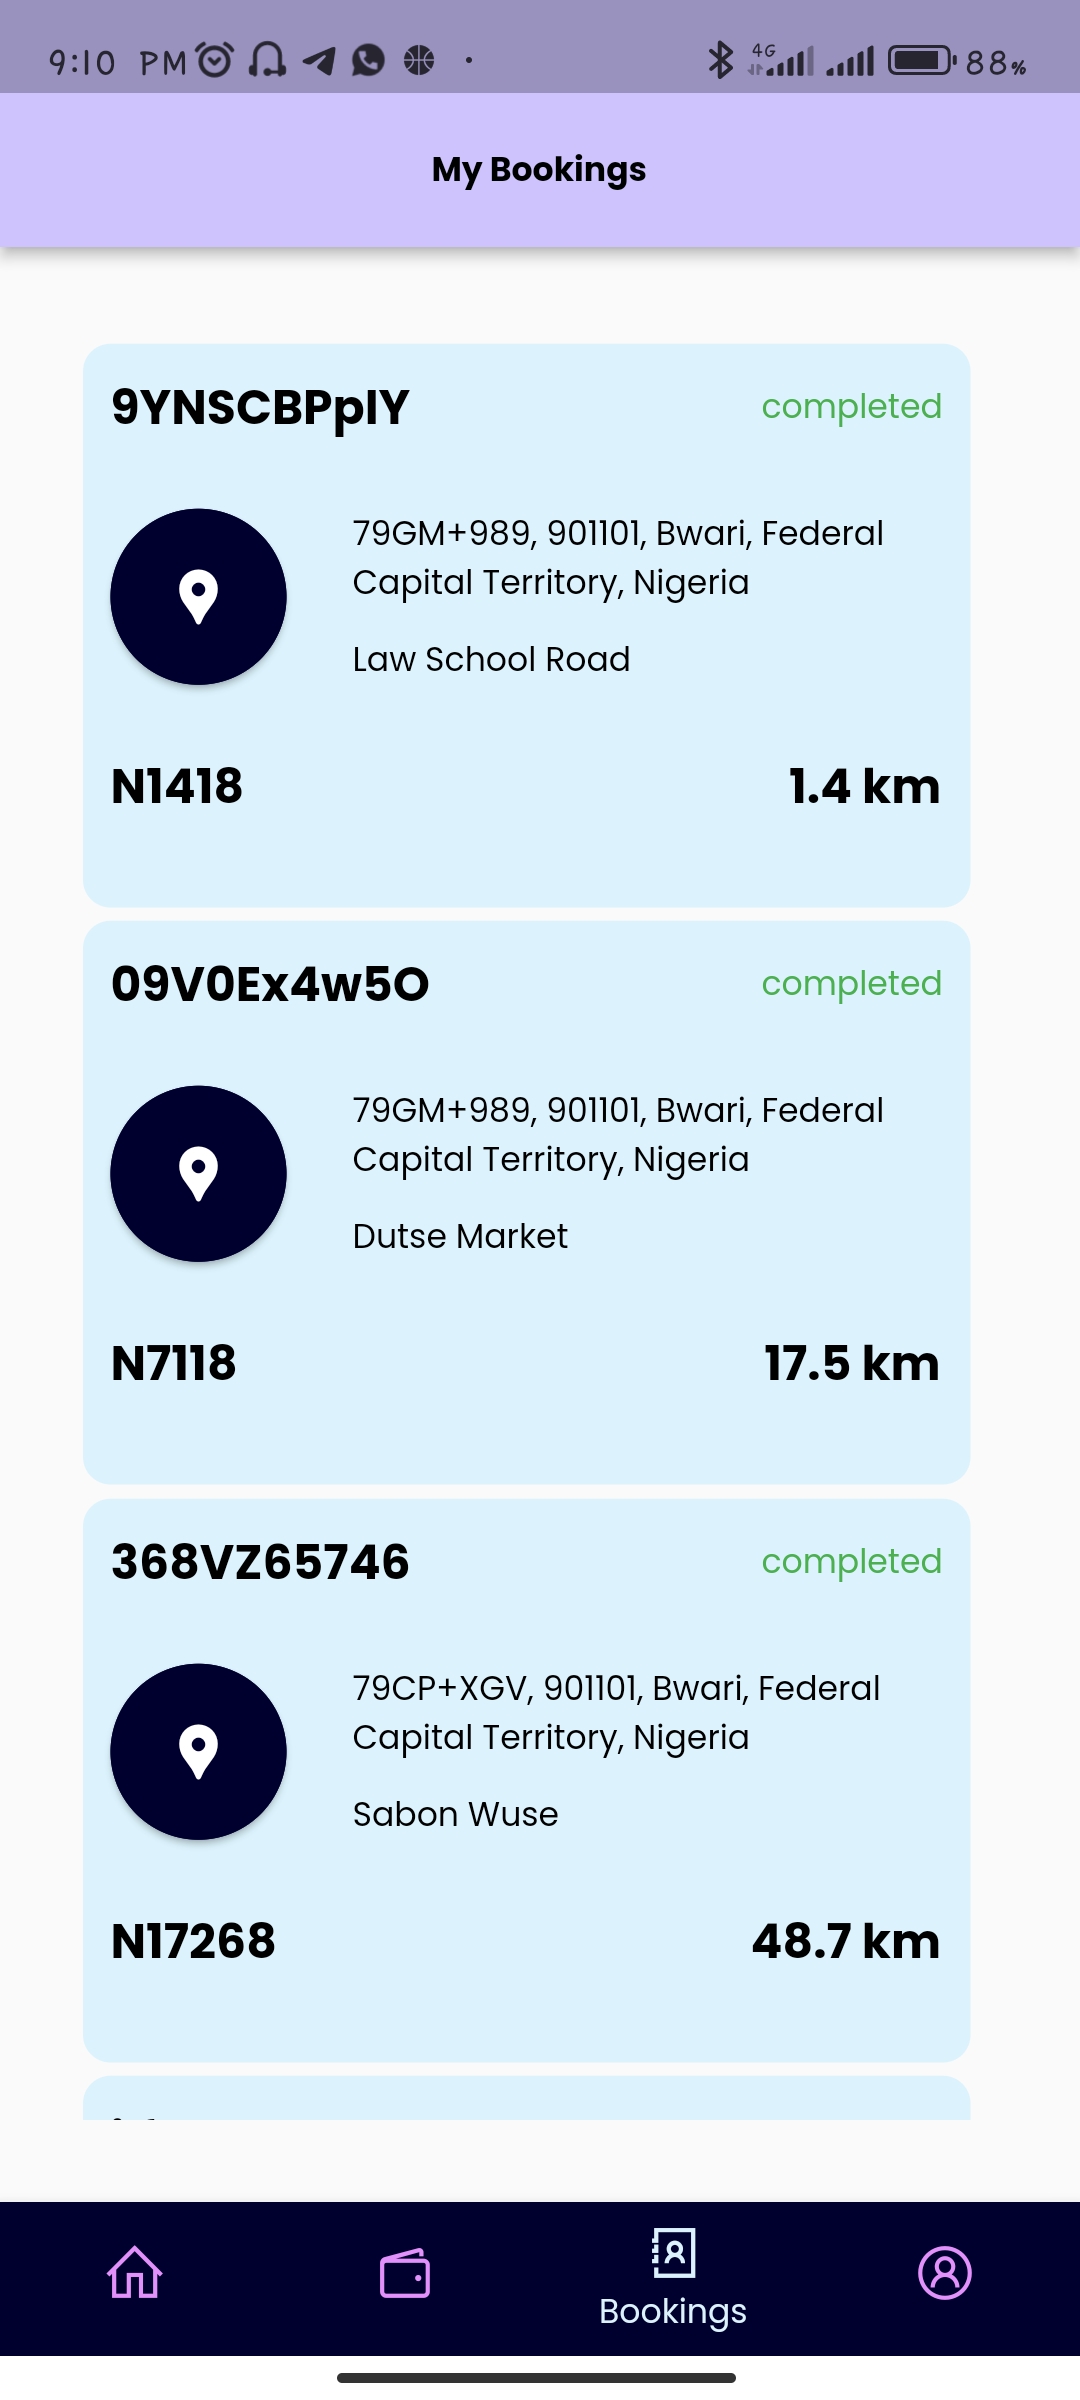 9:10 PM
4G
88%
My Bookings
9YNSCBPpIY
completed
79GM+989, 901101, Bwari, Federal
Capital Territory, Nigeria
Law School Road
N1418
1.4 km
09V0Ex4w5O
completed
79GM+989, 901101, Bwari, Federal
Capital Territory, Nigeria
Dutse Market
N7118
17.5 km
368VZ65746
completed
79CP+XGV, 901101, Bwari, Federal
Capital Territory, Nigeria
Sabon Wuse
N17268
48.7 km
Bookings